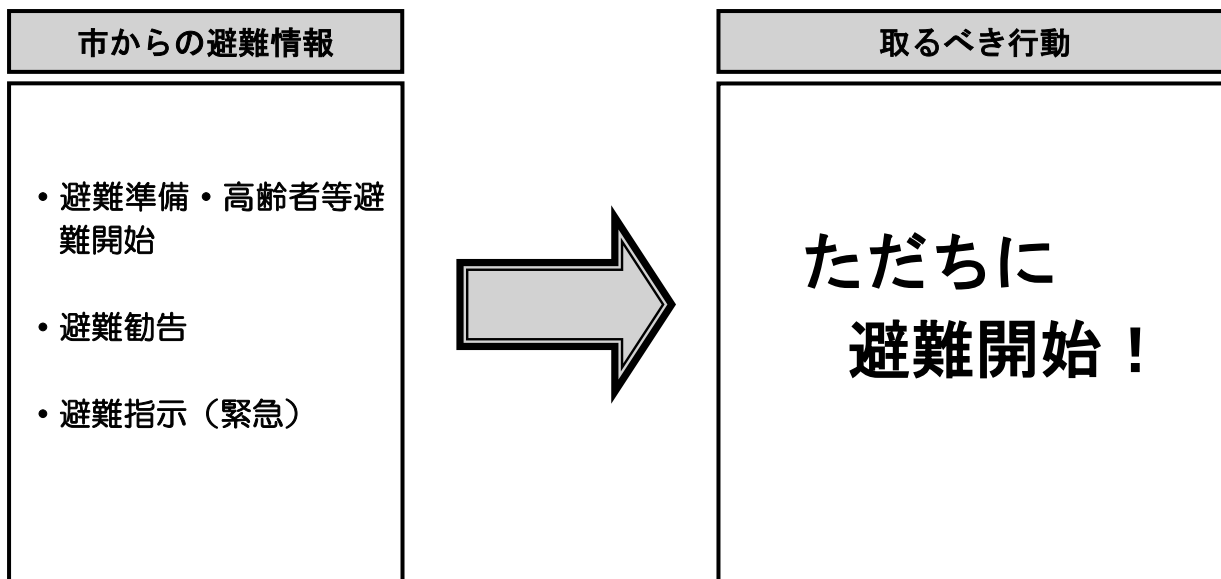 市からの避難情報
・避難準備・高齢者等避
難開始
・避難勧告
・避難指示（緊急）
取るべき行動
ただちに
避難開始！